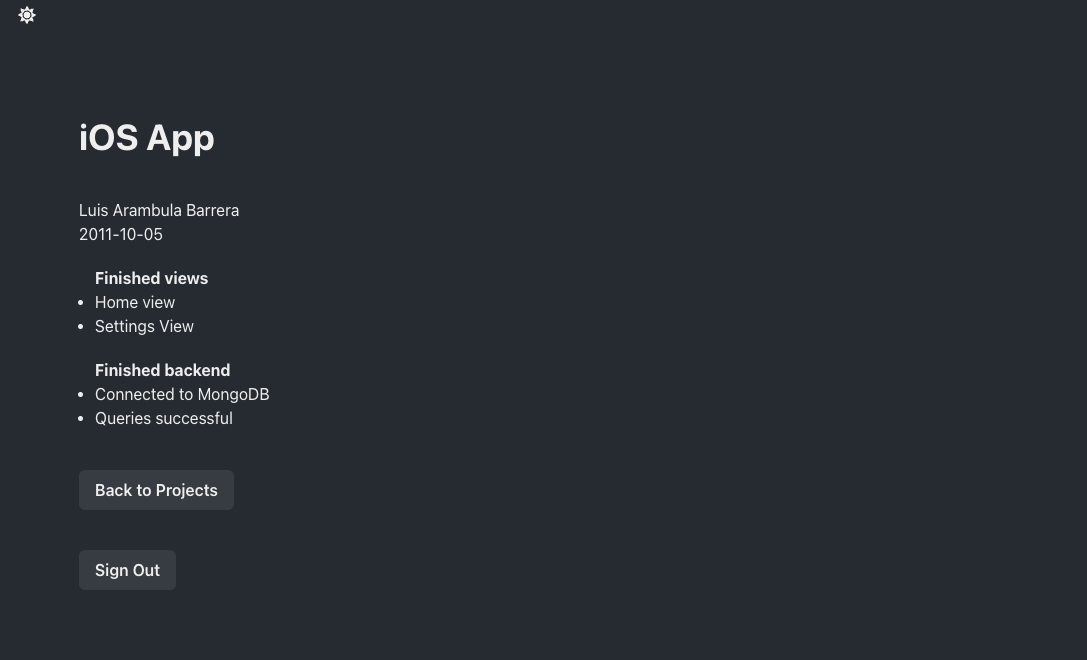 iOS App
Luis Arambula Barrera
2011-10-05
Finished views
Home view
Settings View
Finished backend
Connected to MongoDB
Queries successful
Back to Projects
Sign Out